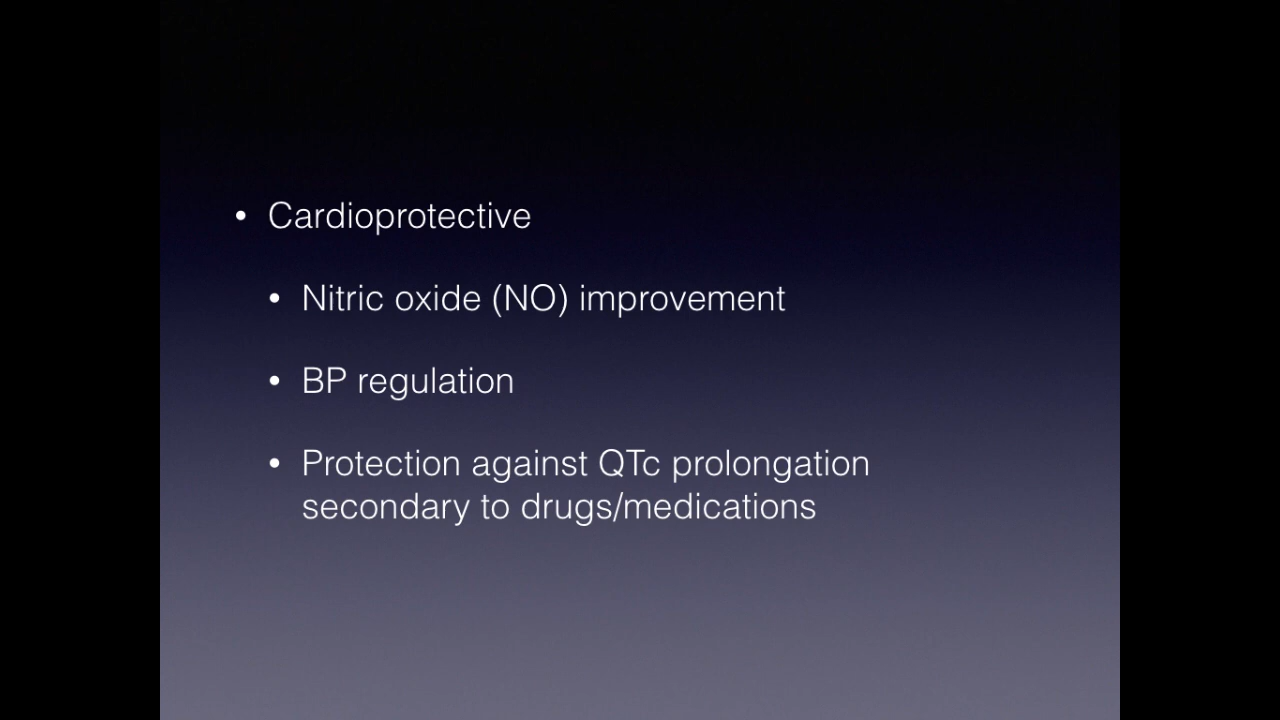 • Cardioprotective
• Nitric oxide (NO) improvement
• BP regulation
• Protection against QTc prolongation
secondary to drugs/medications